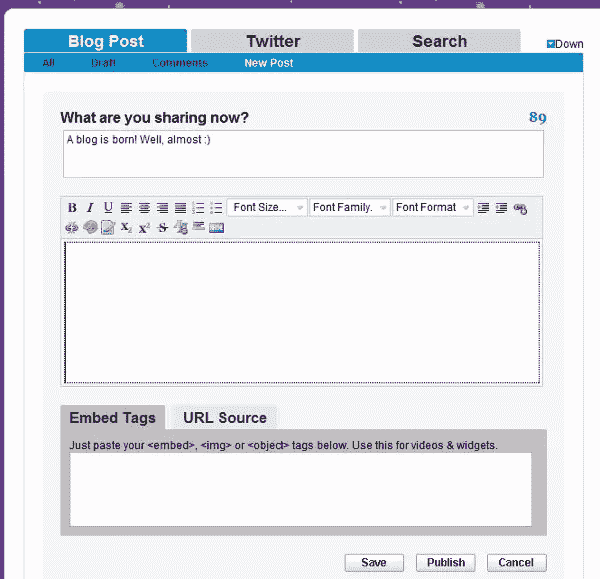 Blog Post Twitter Search Down
All Draft Comments New Post
What are you sharing now? 89
A blog is born! Well, almost :)
B I U Font Size... Font Family. Font Format
X₂ X² S
Embed Tags URL Source
Just paste your <embed>, <img> or <object> tags below. Use this for videos & widgets.
Save Publish Cancel